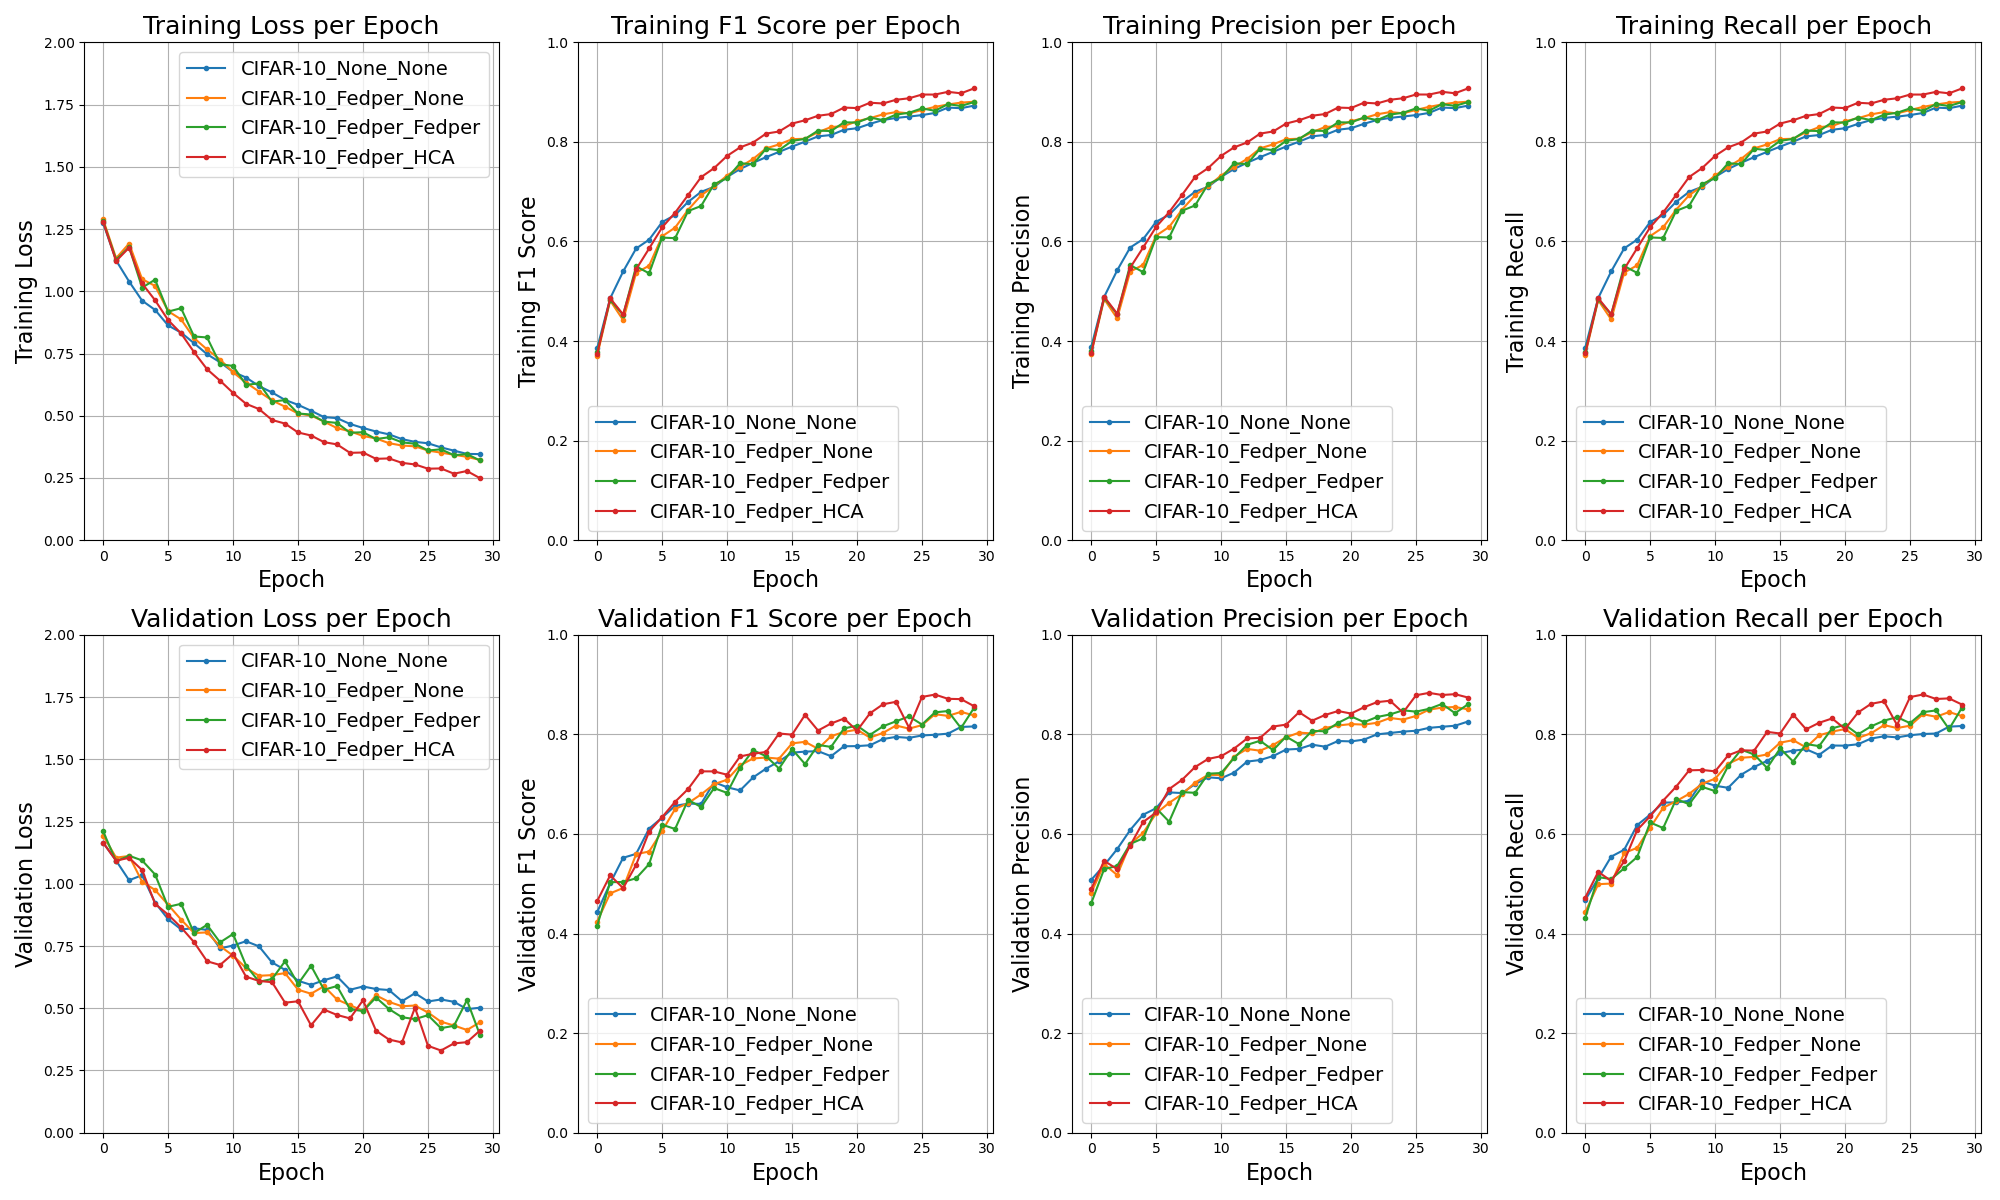 Training Loss per Epoch
Training Loss
2.00
1.75
1.50
1.25
1.00
0.75
0.50
0.25
0.00
CIFAR-10_None_None
CIFAR-10_Fedper_None
CIFAR-10_Fedper_Fedper
CIFAR-10_Fedper_HCA
0 5 10 15 20 25 30
Epoch
Training F1 Score per Epoch
Training F1 Score
1.0
0.8
0.6
0.4
0.2
0.0
CIFAR-10_None_None
CIFAR-10_Fedper_None
CIFAR-10_Fedper_Fedper
CIFAR-10_Fedper_HCA
0 5 10 15 20 25 30
Epoch
Training Precision per Epoch
Training Precision
1.0
0.8
0.6
0.4
0.2
0.0
CIFAR-10_None_None
CIFAR-10_Fedper_None
CIFAR-10_Fedper_Fedper
CIFAR-10_Fedper_HCA
0 5 10 15 20 25 30
Epoch
Training Recall per Epoch
Training Recall
1.0
0.8
0.6
0.4
0.2
0.0
CIFAR-10_None_None
CIFAR-10_Fedper_None
CIFAR-10_Fedper_Fedper
CIFAR-10_Fedper_HCA
0 5 10 15 20 25 30
Epoch
Validation Loss per Epoch
Validation Loss
2.00
1.75
1.50
1.25
1.00
0.75
0.50
0.25
0.00
CIFAR-10_None_None
CIFAR-10_Fedper_None
CIFAR-10_Fedper_Fedper
CIFAR-10_Fedper_HCA
0 5 10 15 20 25 30
Epoch
Validation F1 Score per Epoch
Validation F1 Score
1.0
0.8
0.6
0.4
0.2
0.0
CIFAR-10_None_None
CIFAR-10_Fedper_None
CIFAR-10_Fedper_Fedper
CIFAR-10_Fedper_HCA
0 5 10 15 20 25 30
Epoch
Validation Precision per Epoch
Validation Precision
1.0
0.8
0.6
0.4
0.2
0.0
CIFAR-10_None_None
CIFAR-10_Fedper_None
CIFAR-10_Fedper_Fedper
CIFAR-10_Fedper_HCA
0 5 10 15 20 25 30
Epoch
Validation Recall per Epoch
Validation Recall
1.0
0.8
0.6
0.4
0.2
0.0
CIFAR-10_None_None
CIFAR-10_Fedper_None
CIFAR-10_Fedper_Fedper
CIFAR-10_Fedper_HCA
0 5 10 15 20 25 30
Epoch